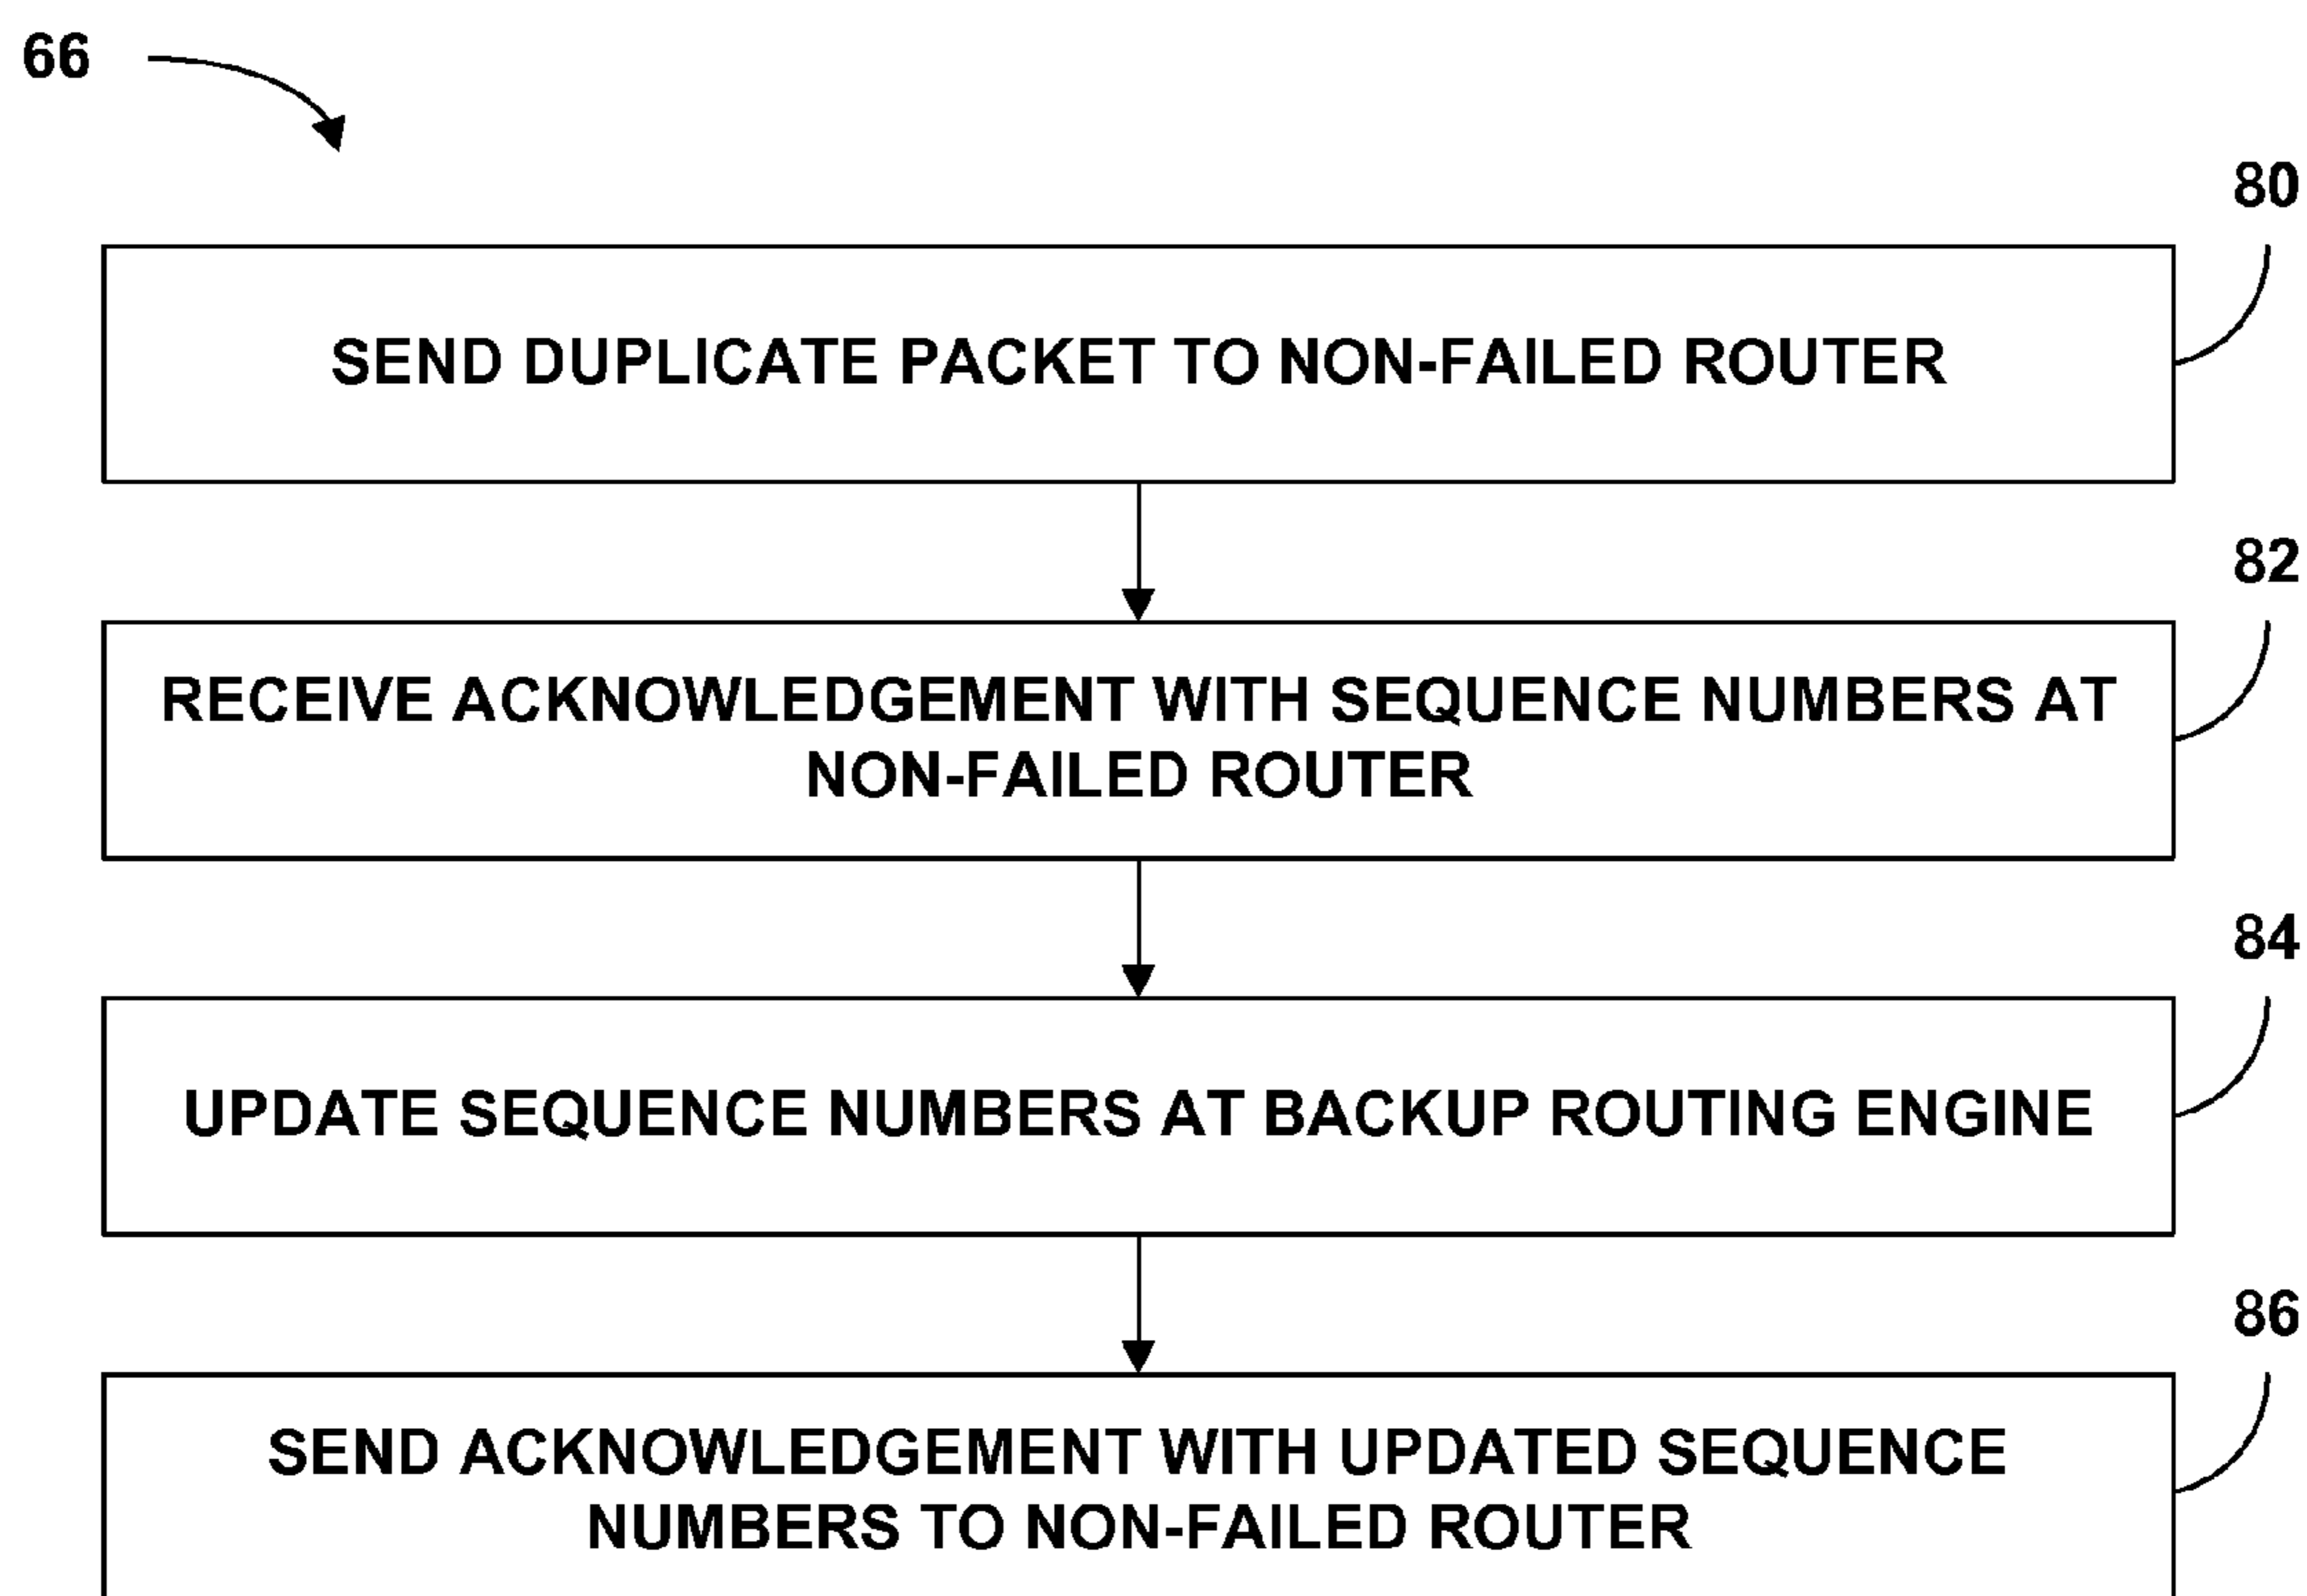 66
80
SEND DUPLICATE PACKET TO NON-FAILED ROUTER
82
RECEIVE ACKNOWLEDGEMENT WITH SEQUENCE NUMBERS AT
NON-FAILED ROUTER
84
UPDATE SEQUENCE NUMBERS AT BACKUP ROUTING ENGINE
86
SEND ACKNOWLEDGEMENT WITH UPDATED SEQUENCE
NUMBERS TO NON-FAILED ROUTER